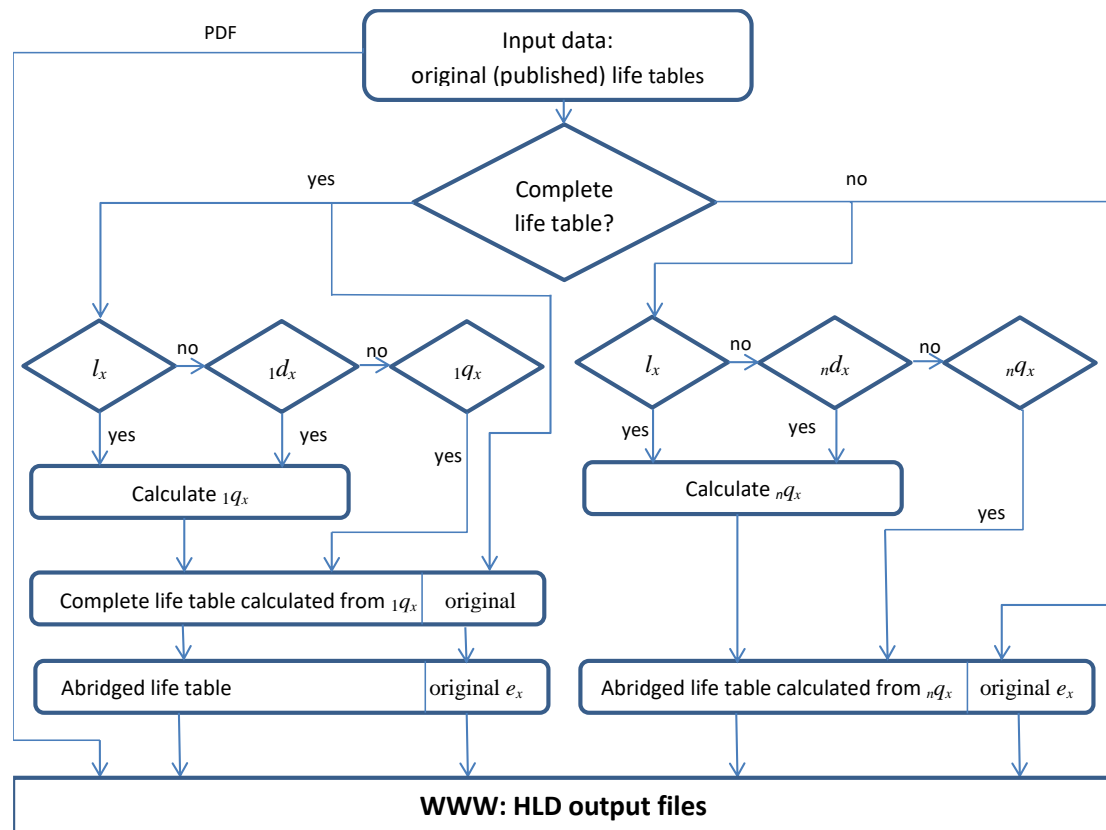 PDF
Input data:
original (published) life tables
yes
no
Complete
life table?
lx
no
1dx
no
1qx
yes
yes
yes
Calculate 1qx
lx
no
ndx
no
nqx
yes
yes
yes
Calculate nqx
Complete life table calculated from 1qx
original
Abridged life table
original ex
Abridged life table calculated from nqx
original ex
WWW: HLD output files